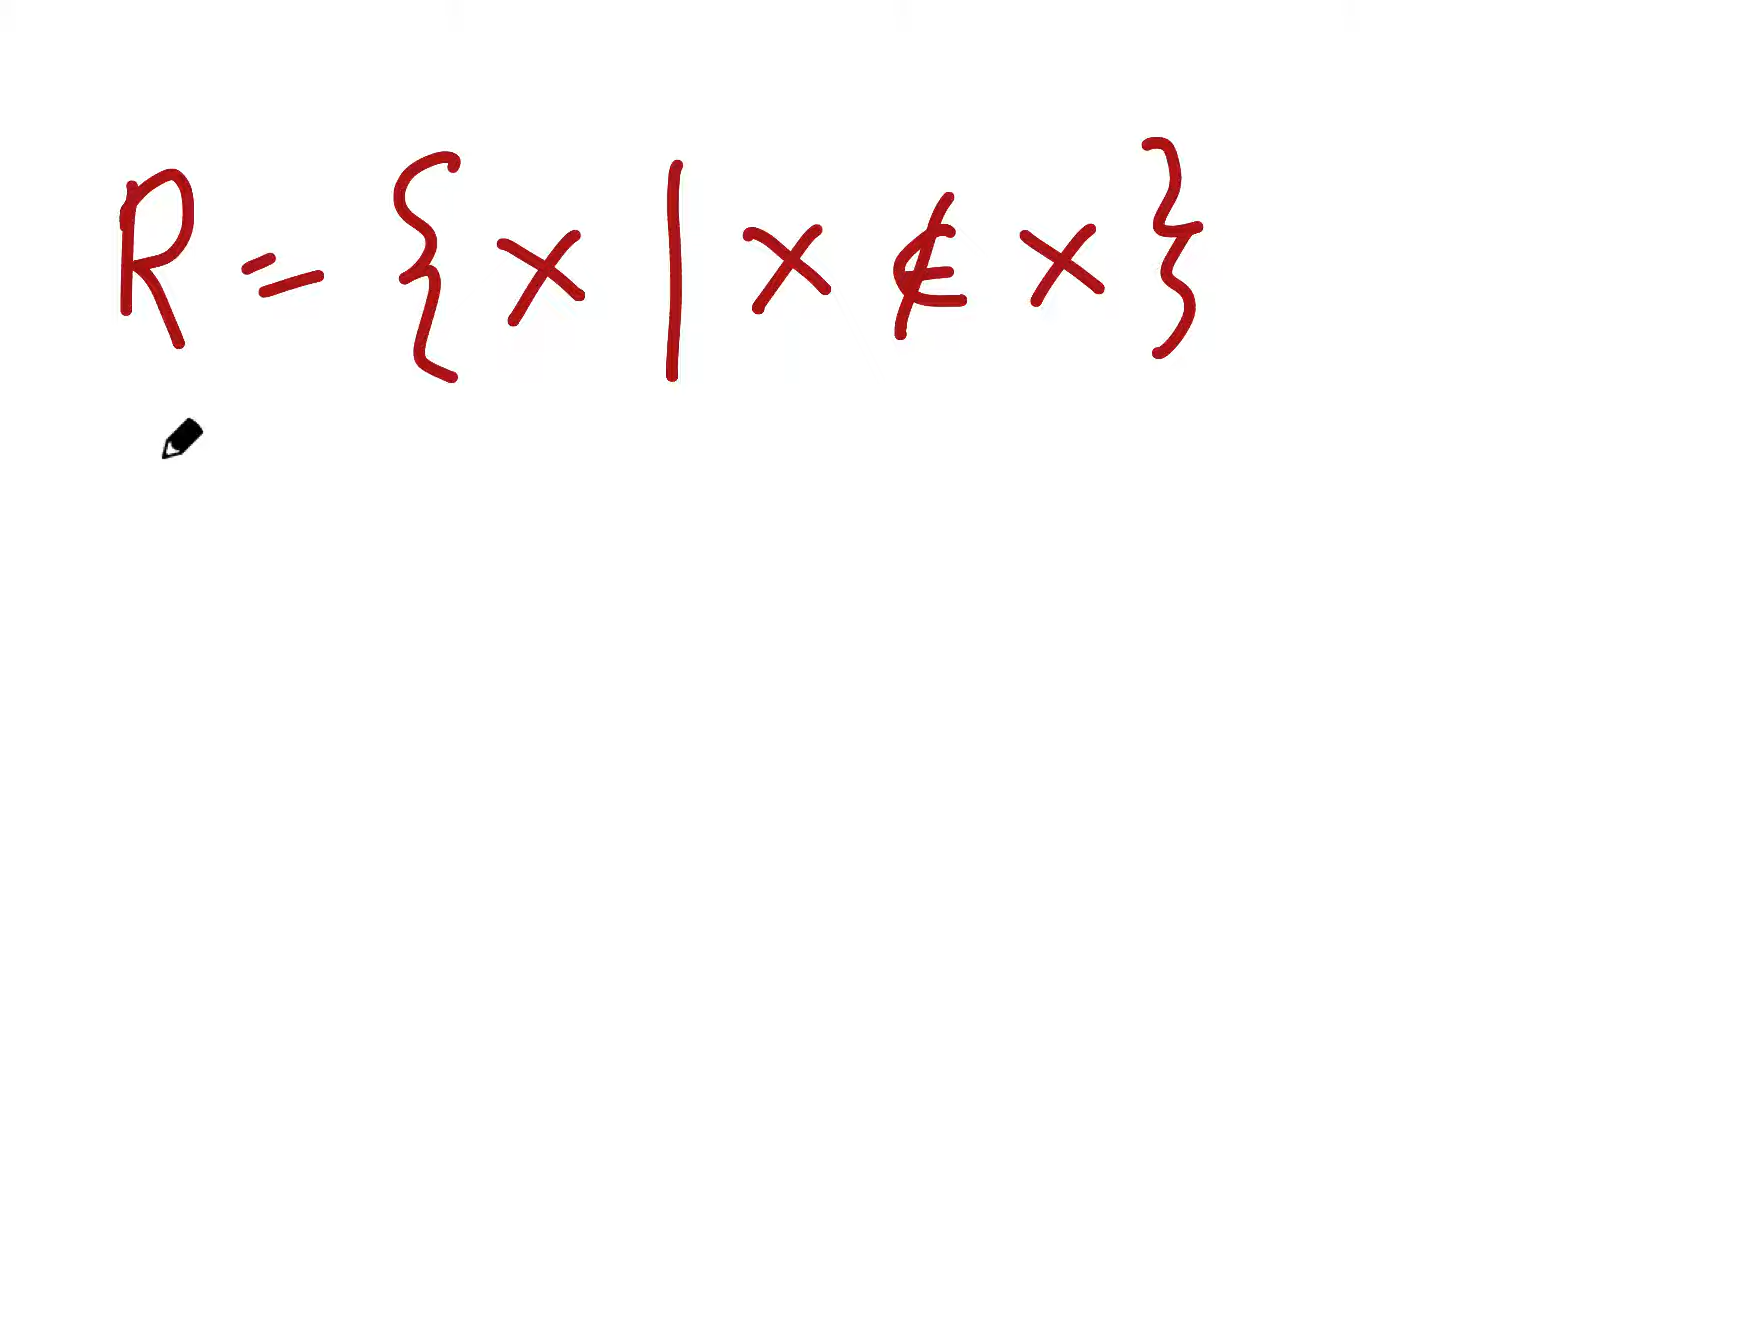 R = { x | x ∉ x }